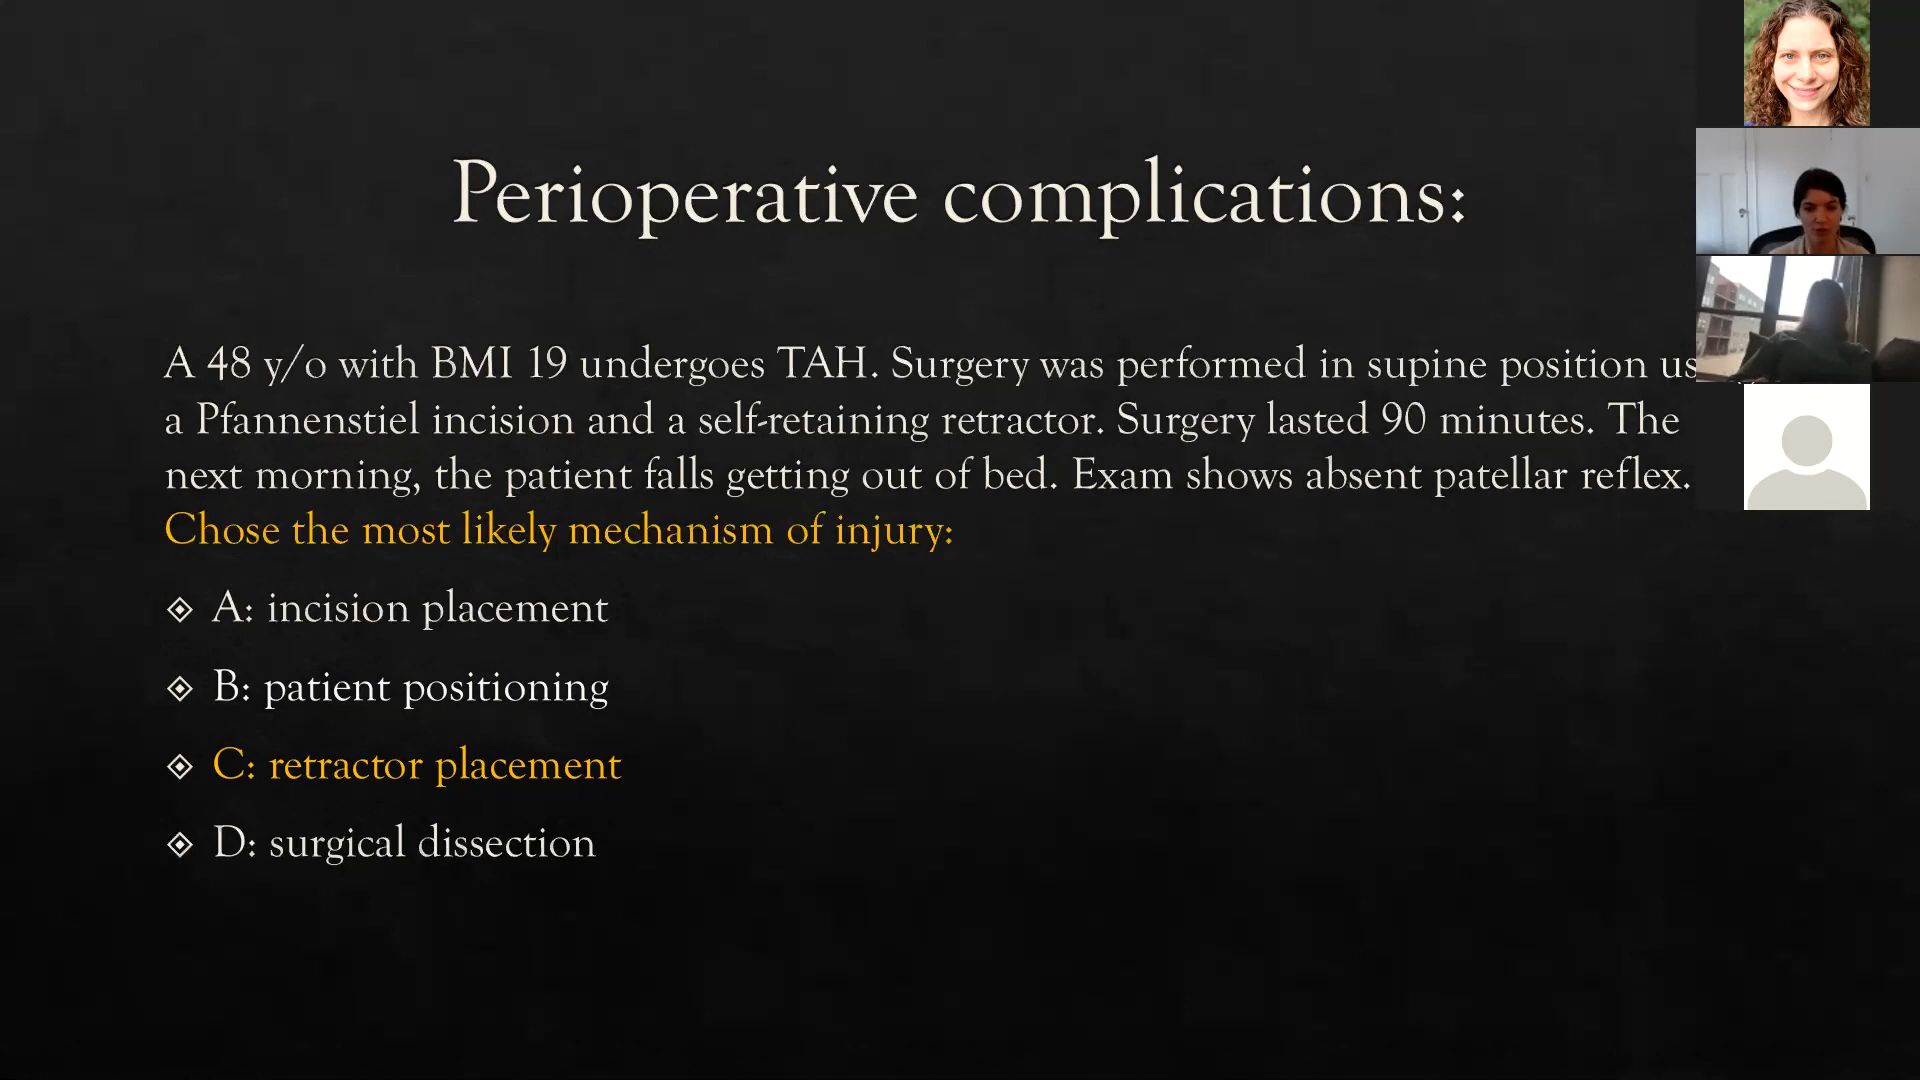 Perioperative complications:
A 48 y/o with BMI 19 undergoes TAH. Surgery was performed in supine position
a Pfannenstiel incision and a self-retaining retractor. Surgery lasted 90 minutes. The
next morning, the patient falls getting out of bed. Exam shows absent patellar reflex.
Chose the most likely mechanism of injury:
A: incision placement
B: patient positioning
C: retractor placement
D: surgical dissection